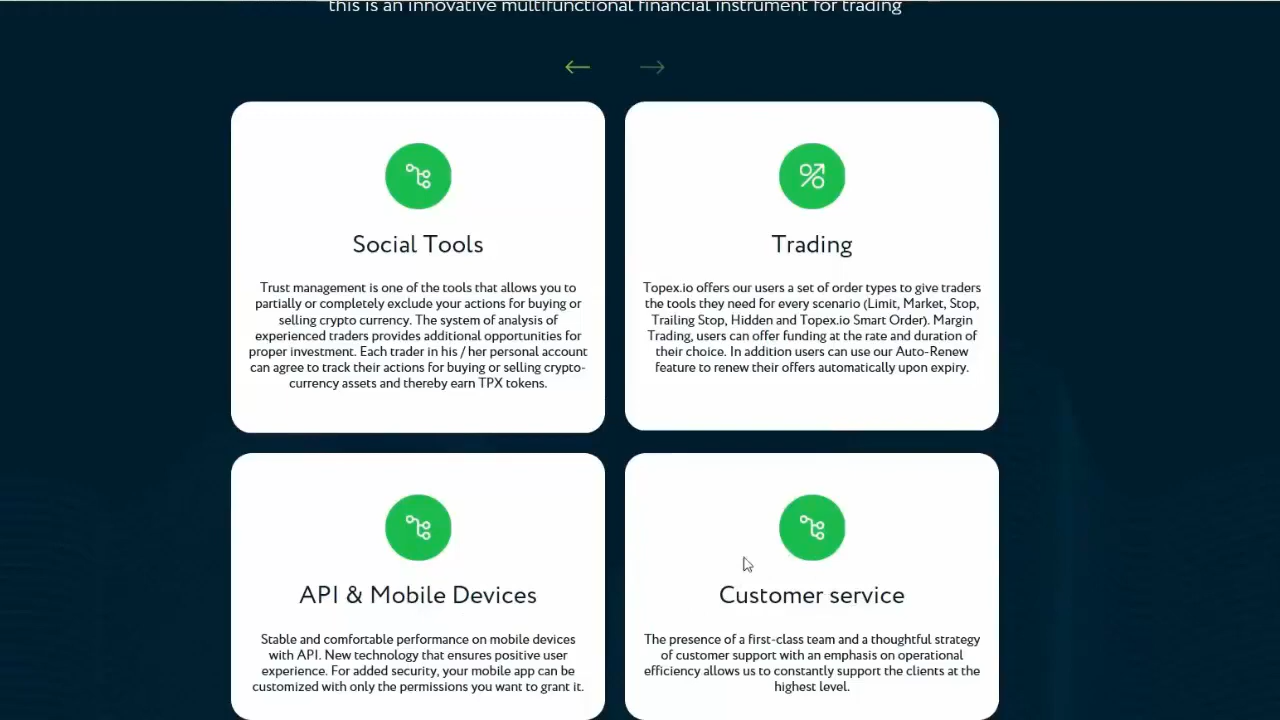 this is an innovative multifunctional financial instrument for trading
Social Tools
Trust management is one of the tools that allows you to
partially or completely exclude your actions for buying or
selling crypto currency. The system of analysis of
experienced traders provides additional opportunities for
proper investment. Each trader in his / her personal account
can agree to track their actions for buying or selling crypto-
currency assets and thereby earn TPX tokens.
Trading
Topex.io offers our users a set of order types to give traders
the tools they need for every scenario (Limit, Market, Stop,
Trailing Stop, Hidden and Topex.io Smart Order). Margin
Trading, users can offer funding at the rate and duration of
their choice. In addition users can use our Auto-Renew
feature to renew their offers automatically upon expiry.
API & Mobile Devices
Stable and comfortable performance on mobile devices
with API. New technology that ensures positive user
experience. For added security, your mobile app can be
customized with only the permissions you want to grant it.
Customer service
The presence of a first-class team and a thoughtful strategy
of customer support with an emphasis on operational
efficiency allows us to constantly support the clients at the
highest level.